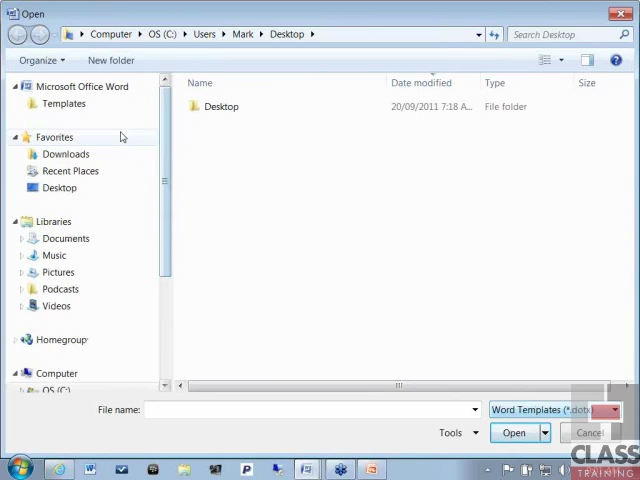 Open
Computer OS (C:) Users Mark Desktop
Search Desktop
Organize New folder
Microsoft Office Word
Templates
Favorites
Downloads
Recent Places
Desktop
Libraries
Documents
Music
Pictures
Podcasts
Videos
Homegroup
Computer
OS (C:)
Name Date modified Type Size
Desktop 20/09/2011 7:18 A... File folder
File name:
Word Templates (*.dotx)
Tools Open Cancel
CLASS
TRAINING